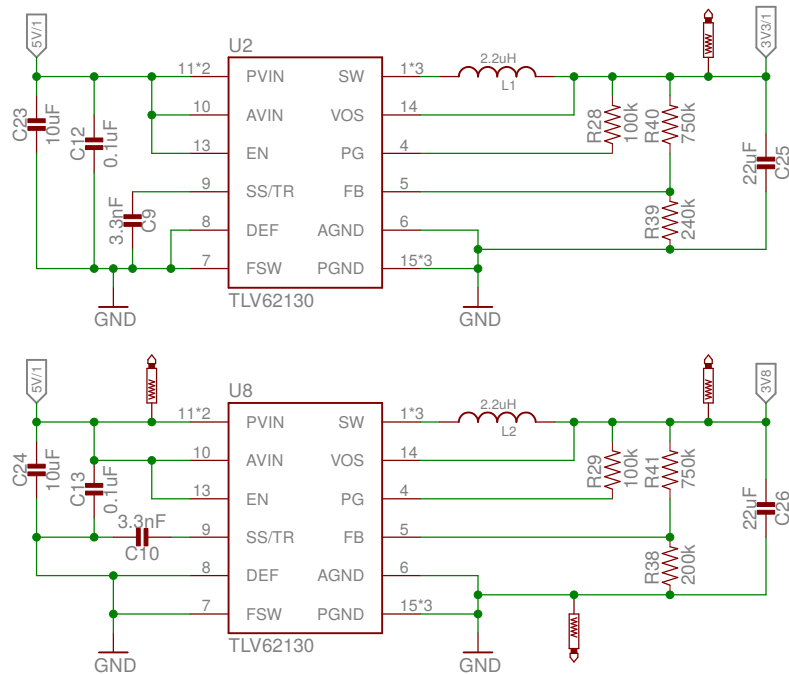 5V/1
U2
3V3/1
11*2 PVIN SW 1*3
2.2uH
L1
10 AVIN VOS 14
13 EN PG 4
9 SS/TR FB 5
8 DEF AGND 6
7 FSW PGND 15*3
TLV62130
C23
10uF
C12
0.1uF
3.3nF
C9
R28
100k
R40
750k
R39
240k
22uF
C25
GND
GND
5V/1
U8
3V8
11*2 PVIN SW 1*3
2.2uH
L2
10 AVIN VOS 14
13 EN PG 4
9 SS/TR FB 5
8 DEF AGND 6
7 FSW PGND 15*3
TLV62130
C24
10uF
C13
0.1uF
3.3nF
C10
R29
100k
R41
750k
R38
200k
22uF
C26
GND
GND